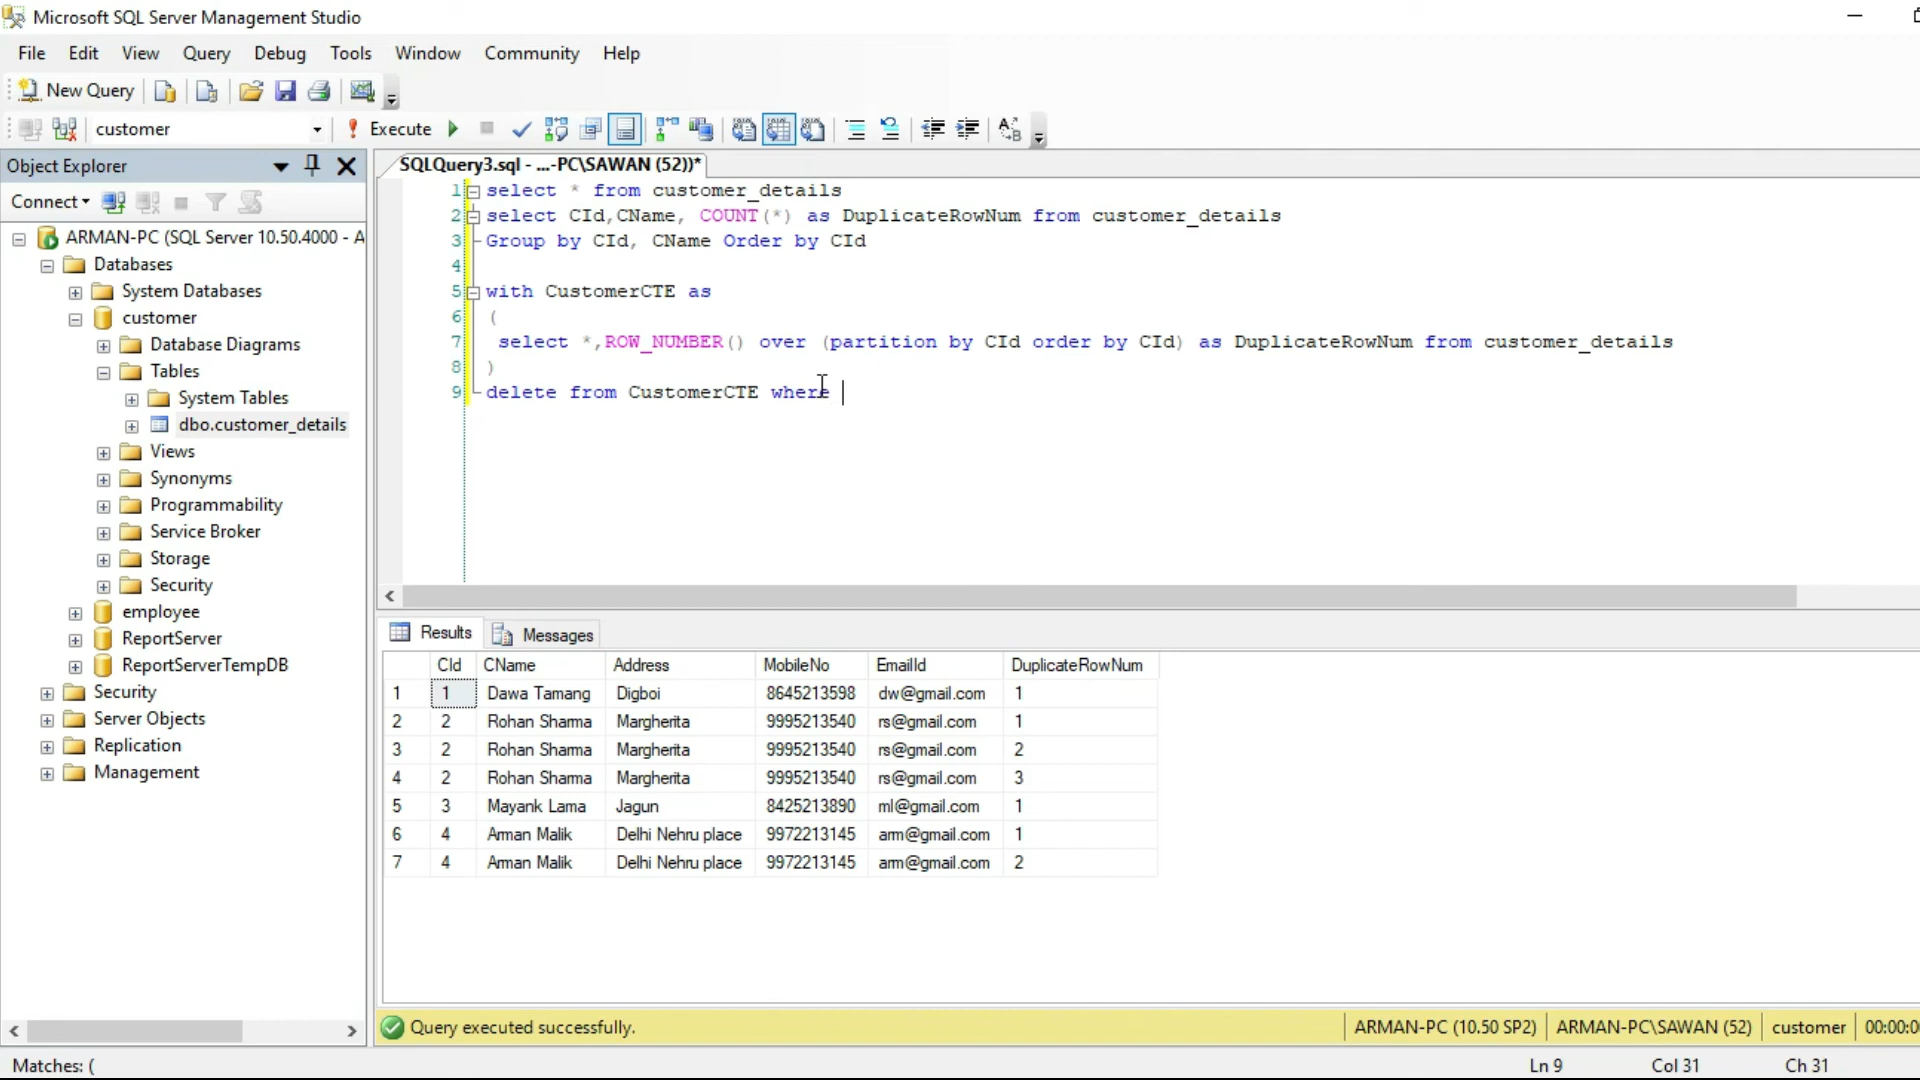 Microsoft SQL Server Management Studio
File Edit View Query Debug Tools Window Community Help
New Query
customer Execute
Object Explorer
SQLQuery3.sql - ...-PC\SAWAN (52))*
Connect
ARMAN-PC (SQL Server 10.50.4000 - A
Databases
System Databases
customer
Database Diagrams
Tables
System Tables
dbo.customer_details
Views
Synonyms
Programmability
Service Broker
Storage
Security
employee
ReportServer
ReportServerTempDB
Security
Server Objects
Replication
Management
1 select * from customer_details
2 select CId,CName, COUNT(*) as DuplicateRowNum from customer_details
3 Group by CId, CName Order by CId
4
5 with CustomerCTE as
6 (
7 select *,ROW_NUMBER() over (partition by CId order by CId) as DuplicateRowNum from customer_details
8 )
9 delete from CustomerCTE where
Results Messages
CId CName Address MobileNo EmailId DuplicateRowNum
1 1 Dawa Tamang Digboi 8645213598 dw@gmail.com 1
2 2 Rohan Sharma Margherita 9995213540 rs@gmail.com 1
3 2 Rohan Sharma Margherita 9995213540 rs@gmail.com 2
4 2 Rohan Sharma Margherita 9995213540 rs@gmail.com 3
5 3 Mayank Lama Jagun 8425213890 ml@gmail.com 1
6 4 Arman Malik Delhi Nehru place 9972213145 arm@gmail.com 1
7 4 Arman Malik Delhi Nehru place 9972213145 arm@gmail.com 2
Query executed successfully. ARMAN-PC (10.50 SP2) ARMAN-PC\SAWAN (52) customer 00:00:0
Matches: ( Ln 9 Col 31 Ch 31